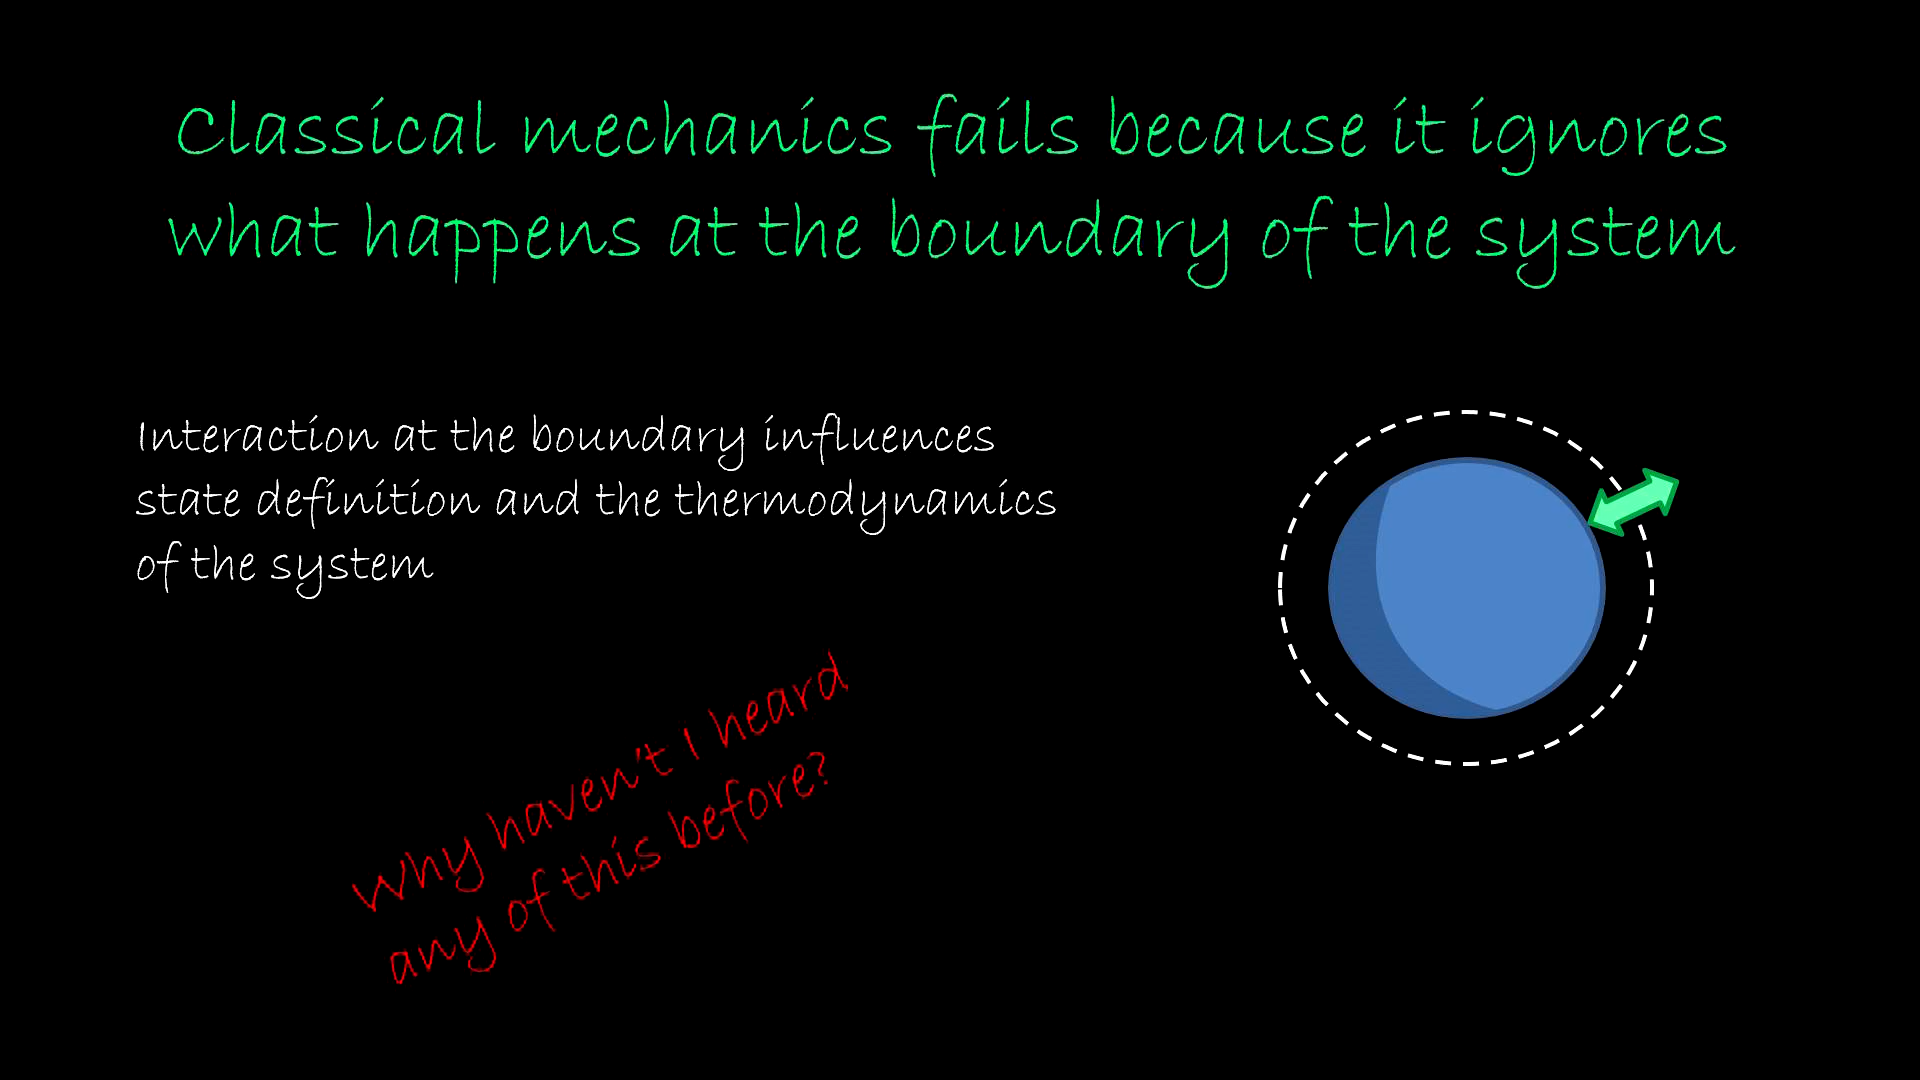 Classical mechanics fails because it ignores
what happens at the boundary of the system
Interaction at the boundary influences
state definition and the thermodynamics
of the system
Why haven't I heard
any of this before?